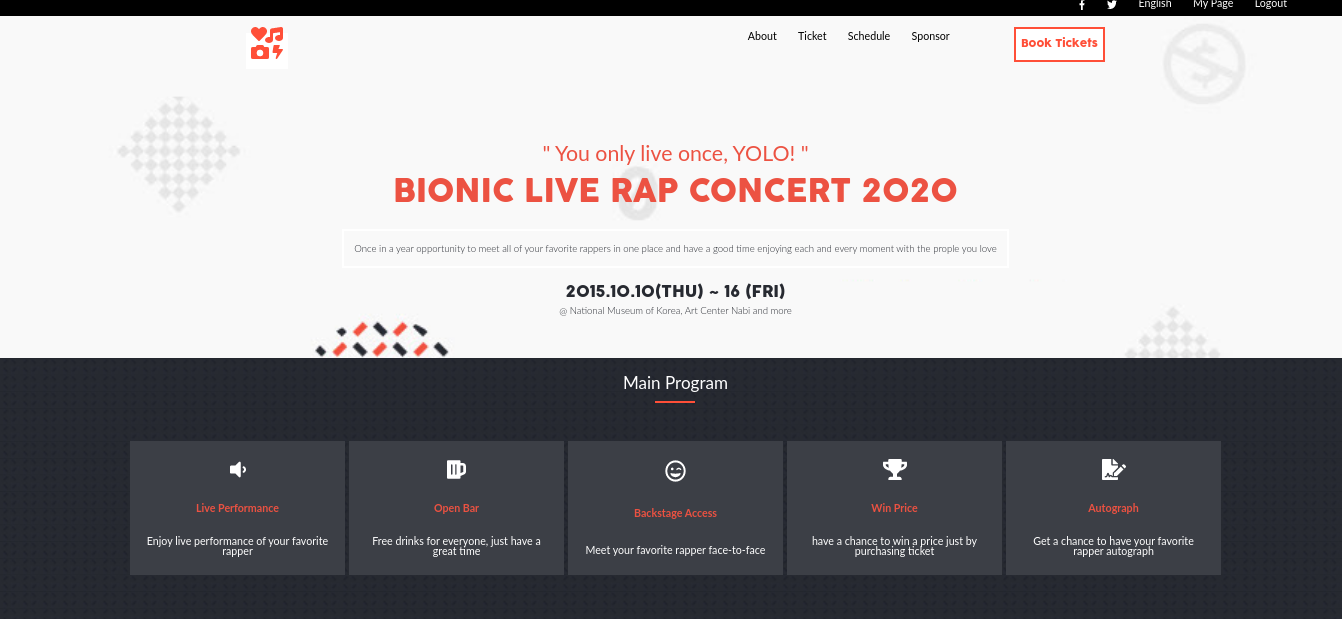 English My Page Logout
About Ticket Schedule Sponsor Book Tickets
" You only live once, YOLO! "
BIONIC LIVE RAP CONCERT 2020
Once in a year opportunity to meet all of your favorite rappers in one place and have a good time enjoying each and every moment with the prople you love
2015.10.10(THU) ~ 16 (FRI)
@ National Museum of Korea, Art Center Nabi and more
Main Program
Live Performance
Enjoy live performance of your favorite
rapper
Open Bar
Free drinks for everyone, just have a
great time
Backstage Access
Meet your favorite rapper face-to-face
Win Price
have a chance to win a price just by
purchasing ticket
Autograph
Get a chance to have your favorite
rapper autograph